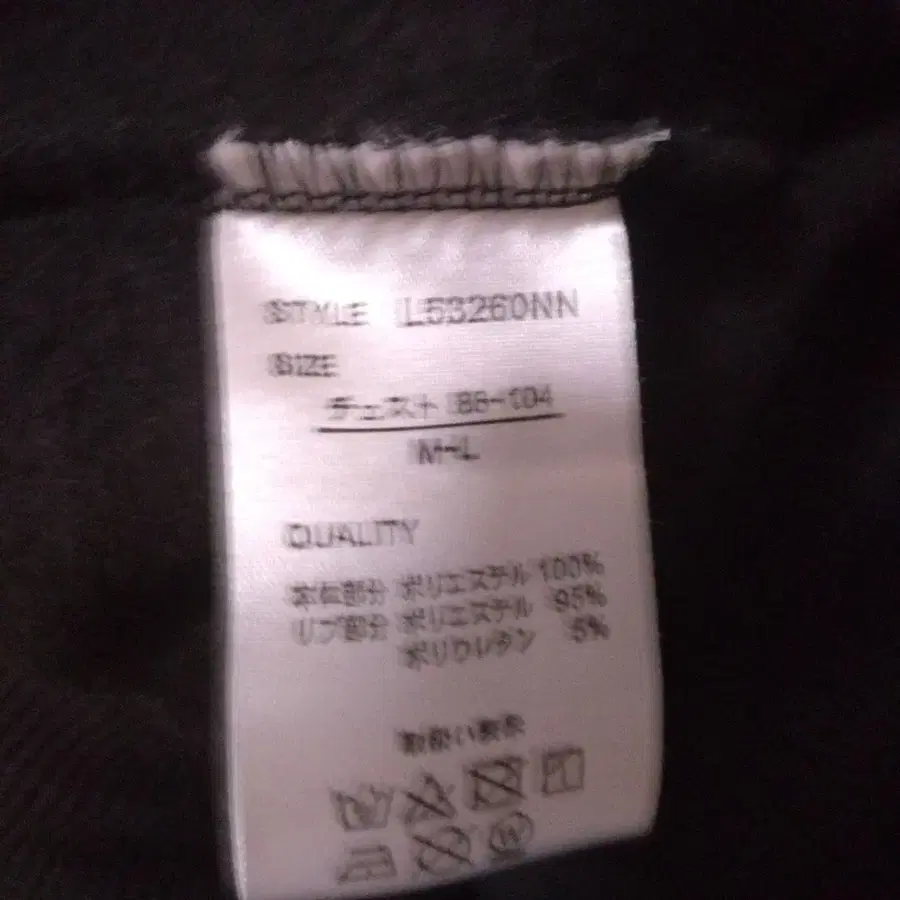 STYLE L53260NN
SIZE
チェスト 88-104
M-L
QUALITY
本体部分 ポリエステル 100%
リブ部分 ポリエステル 95%
ポリウレタン 5%
取扱い表示